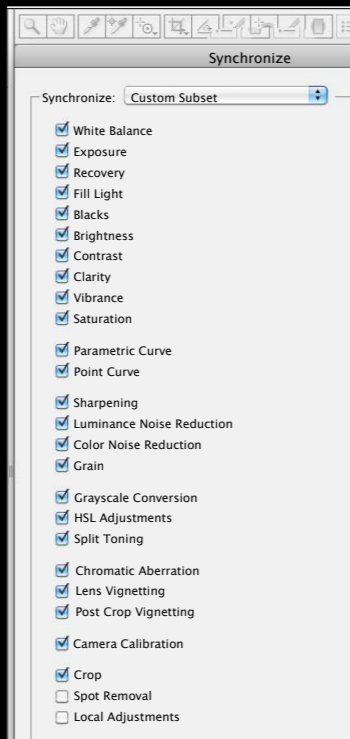 Synchronize
Synchronize: Custom Subset
White Balance
Exposure
Recovery
Fill Light
Blacks
Brightness
Contrast
Clarity
Vibrance
Saturation
Parametric Curve
Point Curve
Sharpening
Luminance Noise Reduction
Color Noise Reduction
Grain
Grayscale Conversion
HSL Adjustments
Split Toning
Chromatic Aberration
Lens Vignetting
Post Crop Vignetting
Camera Calibration
Crop
Spot Removal
Local Adjustments